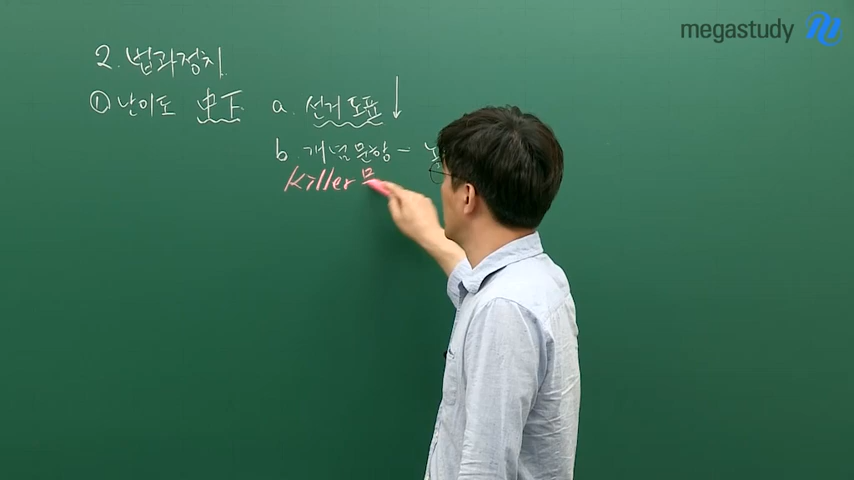 megastudy
2. 법과정치
① 난이도 史上 a. 선거 도표 ↓
b. 개념문항 -
Killer